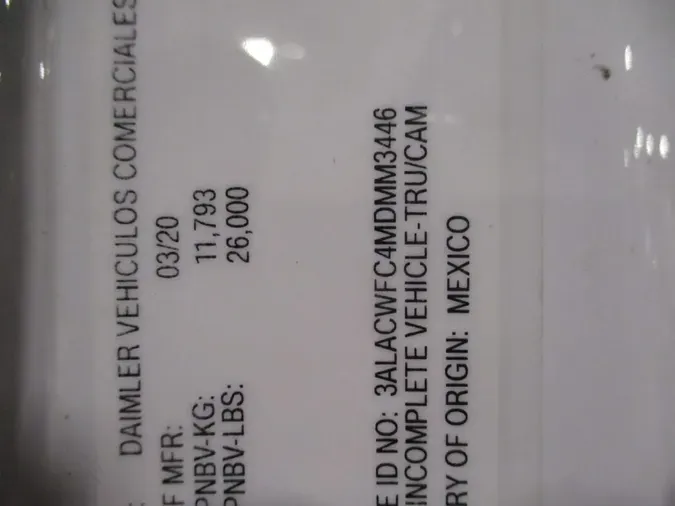 : DAIMLER VEHICULOS COMERCIALES
F MFR: 03/20
PNBV-KG: 11,793
PNBV-LBS: 26,000
E ID NO: 3ALACWFC4MDMM3446
INCOMPLETE VEHICLE-TRU/CAM
RY OF ORIGIN: MEXICO